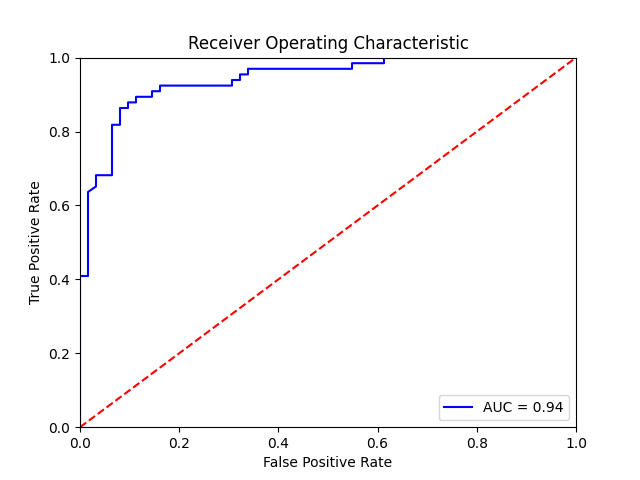 Receiver Operating Characteristic
1.0
0.8
0.6
0.4
0.2
0.0
True Positive Rate
AUC = 0.94
0.0 0.2 0.4 0.6 0.8 1.0
False Positive Rate